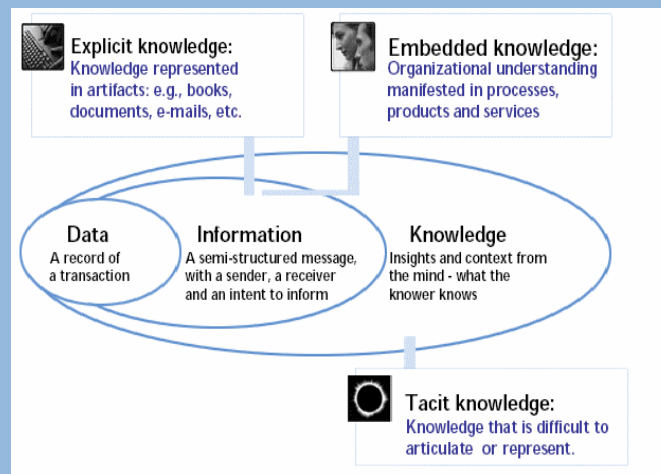 Explicit knowledge:
Knowledge represented
in artifacts: e.g., books,
documents, e-mails, etc.
Embedded knowledge:
Organizational understanding
manifested in processes,
products and services
Data
A record of
a transaction
Information
A semi-structured message,
with a sender, a receiver
and an intent to inform
Knowledge
Insights and context from
the mind - what the
knower knows
Tacit knowledge:
Knowledge that is difficult to
articulate or represent.